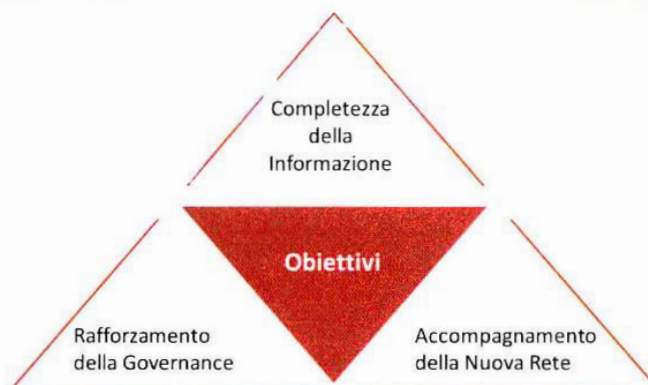 Completezza
della
Informazione
Obiettivi
Rafforzamento
della Governance
Accompagnamento
della Nuova Rete